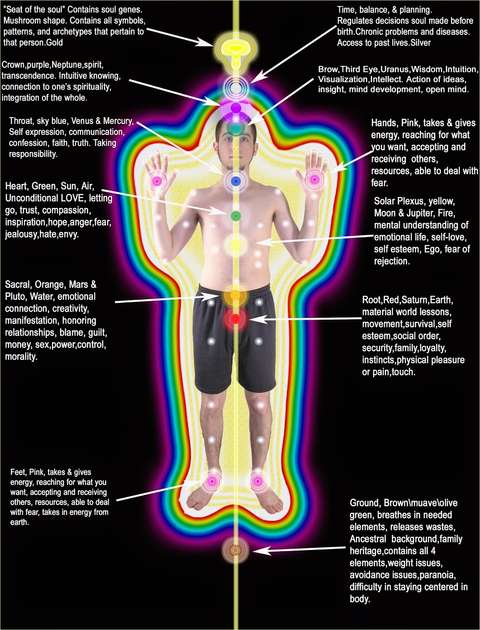 "Seat of the soul" Contains soul genes.
Mushroom shape. Contains all symbols,
patterns, and archetypes that pertain to
that person.Gold
Time, balance, & planning.
Regulates decisions soul made before
birth.Chronic problems and diseases.
Access to past lives.Silver
Crown,purple,Neptune,spirit,
transcendence. Intuitive knowing,
connection to one's spirituality,
integration of the whole.
Brow,Third Eye,Uranus,Wisdom,Intuition,
Visualization,Intellect. Action of ideas,
insight, mind development, open mind.
Throat, sky blue, Venus & Mercury,
Self expression, communication,
confession, faith, truth. Taking
responsibility.
Hands, Pink, takes & gives
energy, reaching for what
you want, accepting and
receiving others,
resources, able to deal with
fear.
Heart, Green, Sun, Air,
Unconditional LOVE, letting
go, trust, compassion,
inspiration,hope,anger,fear,
jealousy,hate,envy.
Solar Plexus, yellow,
Moon & Jupiter, Fire,
mental understanding of
emotional life, self-love,
self esteem, Ego, fear of
rejection.
Sacral, Orange, Mars &
Pluto, Water, emotional
connection, creativity,
manifestation, honoring
relationships, blame, guilt,
money, sex,power,control,
morality.
Root,Red,Saturn,Earth,
material world lessons,
movement,survival,self
esteem,social order,
security,family,loyalty,
instincts,physical pleasure
or pain,touch.
Feet, Pink, takes & gives
energy, reaching for what you
want, accepting and receiving
others, resources, able to deal
with fear, takes in energy from
earth.
Ground, Brown\muave\olive
green, breathes in needed
elements, releases wastes,
Ancestral background,family
heritage,contains all 4
elements,weight issues,
avoidance issues,paranoia,
difficulty in staying centered in
body.